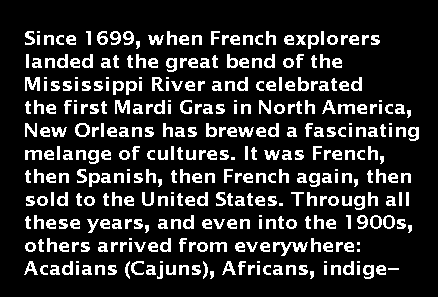 Since 1699, when French explorers
landed at the great bend of the
Mississippi River and celebrated
the first Mardi Gras in North America,
New Orleans has brewed a fascinating
melange of cultures. It was French,
then Spanish, then French again, then
sold to the United States. Through all
these years, and even into the 1900s,
others arrived from everywhere:
Acadians (Cajuns), Africans, indige–